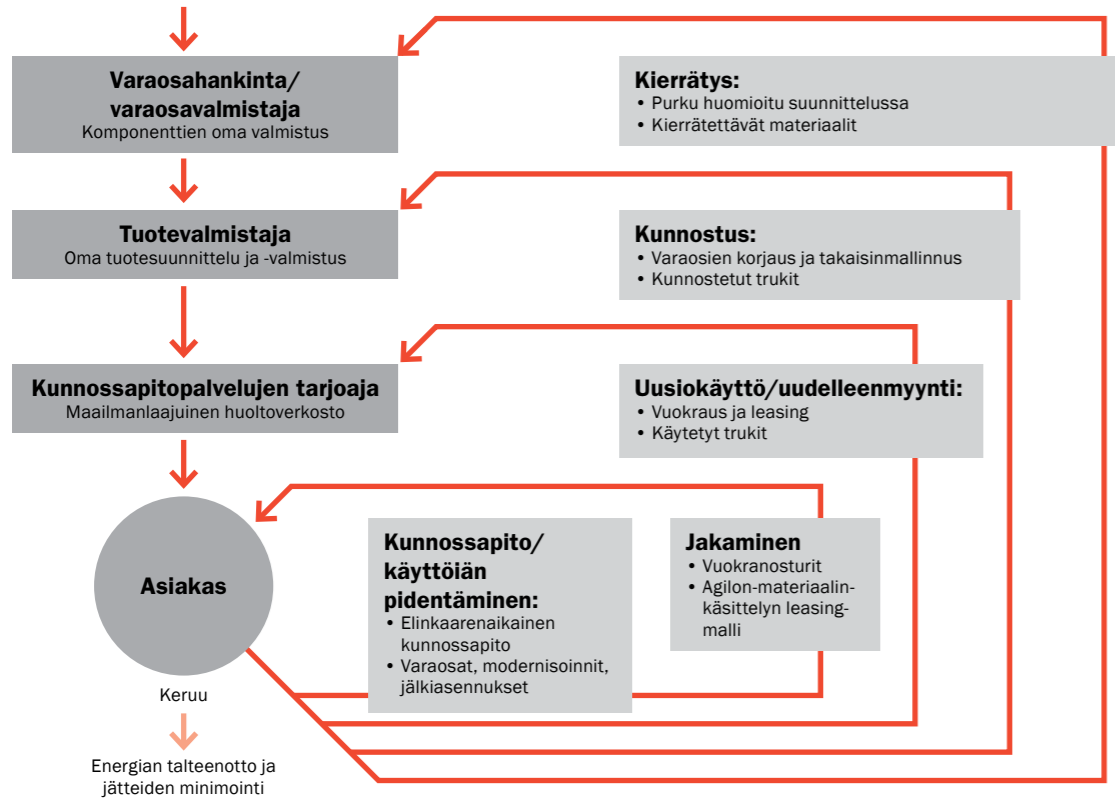 Varaosahankinta/
varaosavalmistaja
Komponenttien oma valmistus
Kierrätys:
• Purku huomioitu suunnittelussa
• Kierrätettävät materiaalit
Tuotevalmistaja
Oma tuotesuunnittelu ja -valmistus
Kunnostus:
• Varaosien korjaus ja takaisinmallinnus
• Kunnostetut trukit
Kunnossapitopalvelujen tarjoaja
Maailmanlaajuinen huoltoverkosto
Uusiokäyttö/uudelleenmyynti:
• Vuokraus ja leasing
• Käytetyt trukit
Asiakas
Kunnossapito/
käyttöiän
pidentäminen:
• Elinkaarenaikainen
kunnossapito
• Varaosat, modernisoinnit,
jälkiasennukset
Jakaminen
• Vuokranosturit
• Agilon-materiaalin-
käsittelyn leasing-
malli
Keruu
Energian talteenotto ja
jätteiden minimointi